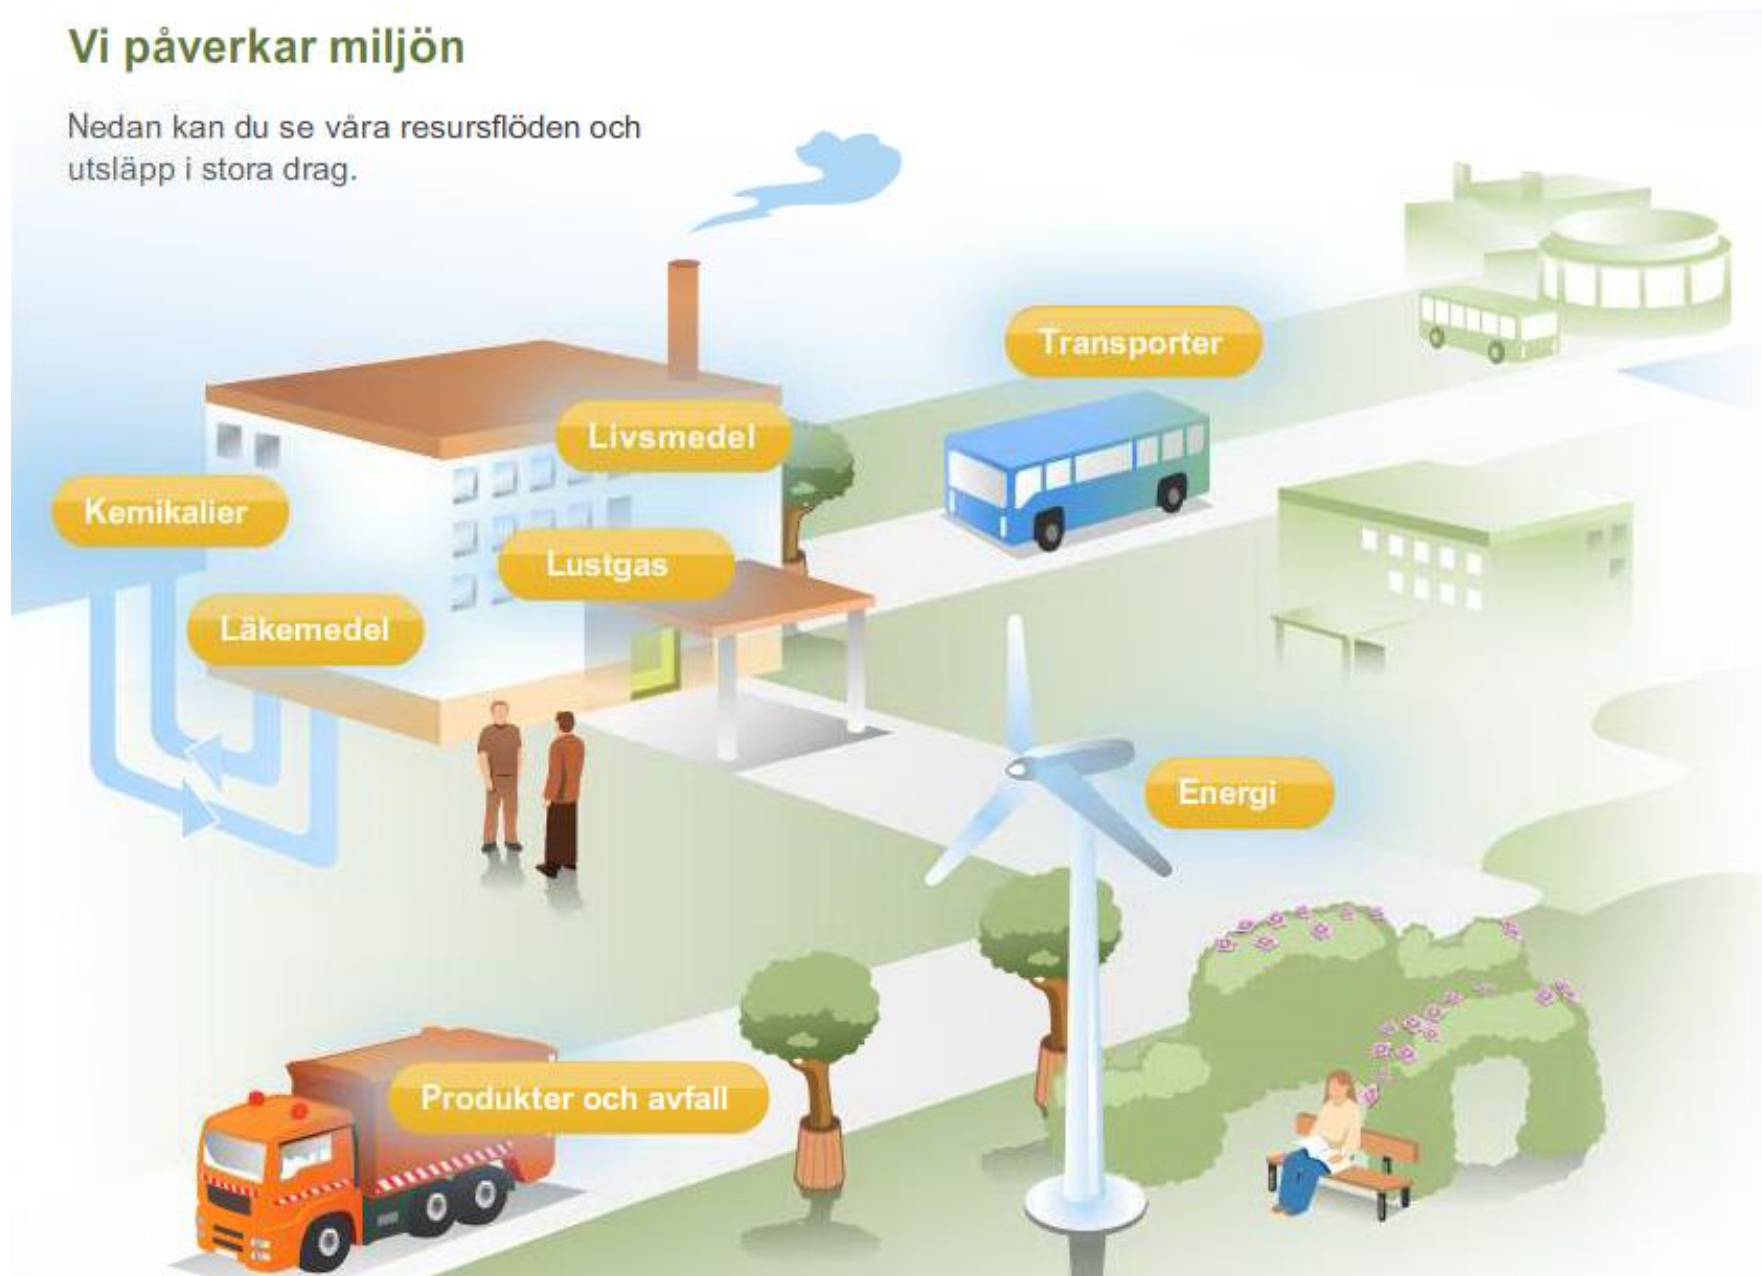 Vi påverkar miljön
Nedan kan du se våra resursflöden och
utsläpp i stora drag.
Transporter
Livsmedel
Kemikalier
Lustgas
Läkemedel
Energi
Produkter och avfall